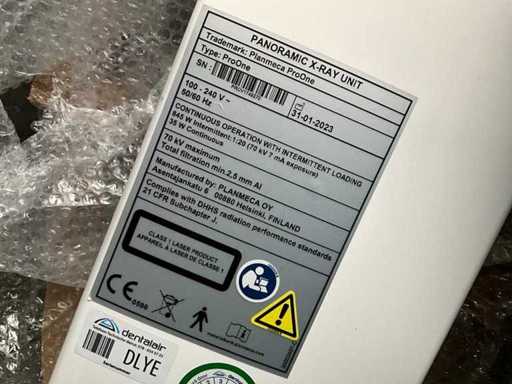 PANORAMIC X-RAY UNIT
Trademark: Planmeca ProOne
Type: ProOne
SN :
31-01-2023
100 - 240 V ~
50/60 Hz
CONTINUOUS OPERATION WITH INTERMITTENT LOADING
845 W Intermittent:1:20 (70 kV 7 mA exposure)
35 W Continuous
70 kV maximum
Total filtration min.2,5 mm Al
Manufactured by: PLANMECA OY
Asentajankatu 6 00880 Helsinki, FINLAND
Complies with DHHS radiation performance standards
21 CFR Subchapter J.
CLASS 1 LASER PRODUCT
APPAREIL À LASER DE CLASSE 1
CE 0598
dentalair
DLYE